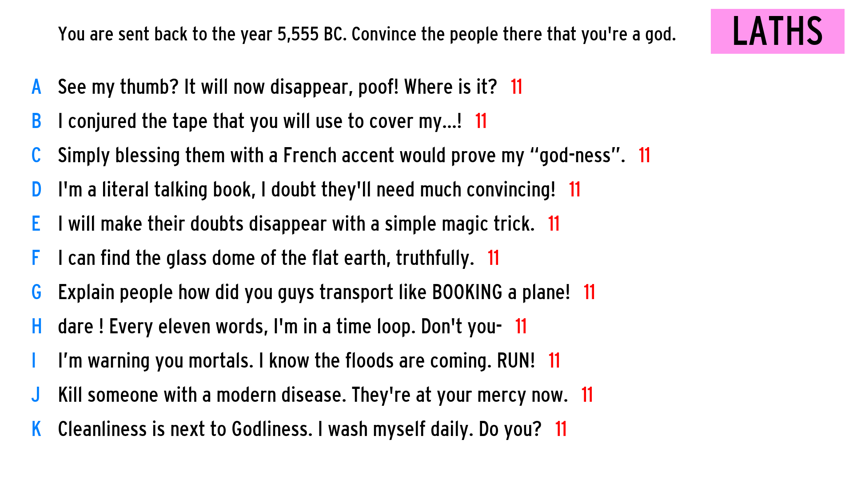 You are sent back to the year 5,555 BC. Convince the people there that you're a god.
LATHS
A See my thumb? It will now disappear, poof! Where is it? 11
B I conjured the tape that you will use to cover my...! 11
C Simply blessing them with a French accent would prove my “god-ness”. 11
D I'm a literal talking book, I doubt they'll need much convincing! 11
E I will make their doubts disappear with a simple magic trick. 11
F I can find the glass dome of the flat earth, truthfully. 11
G Explain people how did you guys transport like BOOKING a plane! 11
H dare ! Every eleven words, I'm in a time loop. Don't you- 11
I I’m warning you mortals. I know the floods are coming. RUN! 11
J Kill someone with a modern disease. They're at your mercy now. 11
K Cleanliness is next to Godliness. I wash myself daily. Do you? 11